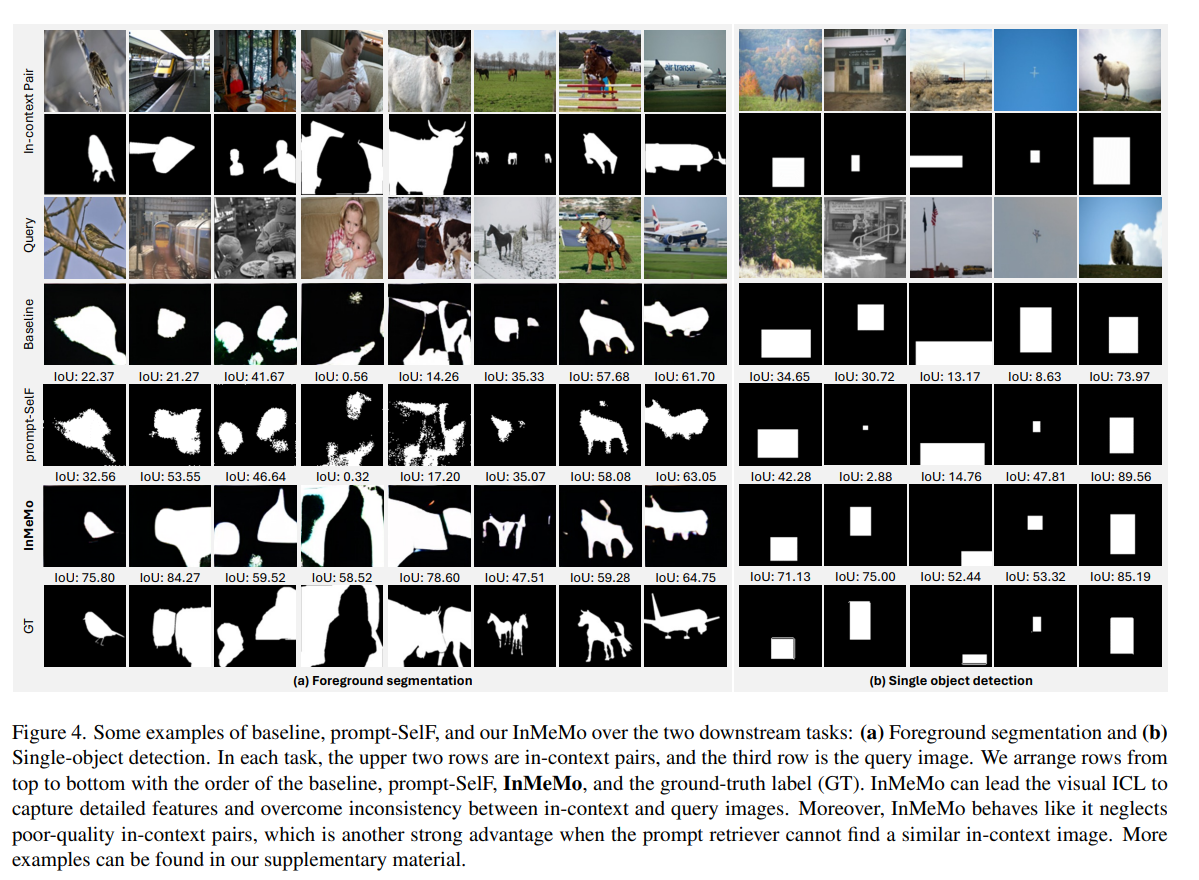 In-context Pair
air transat
Query
Baseline
IoU: 22.37 IoU: 21.27 IoU: 41.67 IoU: 0.56 IoU: 14.26 IoU: 35.33 IoU: 57.68 IoU: 61.70 IoU: 34.65 IoU: 30.72 IoU: 13.17 IoU: 8.63 IoU: 73.97
prompt-SelF
IoU: 32.56 IoU: 53.55 IoU: 46.64 IoU: 0.32 IoU: 17.20 IoU: 35.07 IoU: 58.08 IoU: 63.05 IoU: 42.28 IoU: 2.88 IoU: 14.76 IoU: 47.81 IoU: 89.56
InMeMo
IoU: 75.80 IoU: 84.27 IoU: 59.52 IoU: 58.52 IoU: 78.60 IoU: 47.51 IoU: 59.28 IoU: 64.75 IoU: 71.13 IoU: 75.00 IoU: 52.44 IoU: 53.32 IoU: 85.19
GT
(a) Foreground segmentation (b) Single object detection
Figure 4. Some examples of baseline, prompt-SelF, and our InMeMo over the two downstream tasks: (a) Foreground segmentation and (b)
Single-object detection. In each task, the upper two rows are in-context pairs, and the third row is the query image. We arrange rows from
top to bottom with the order of the baseline, prompt-SelF, InMeMo, and the ground-truth label (GT). InMeMo can lead the visual ICL to
capture detailed features and overcome inconsistency between in-context and query images. Moreover, InMeMo behaves like it neglects
poor-quality in-context pairs, which is another strong advantage when the prompt retriever cannot find a similar in-context image. More
examples can be found in our supplementary material.